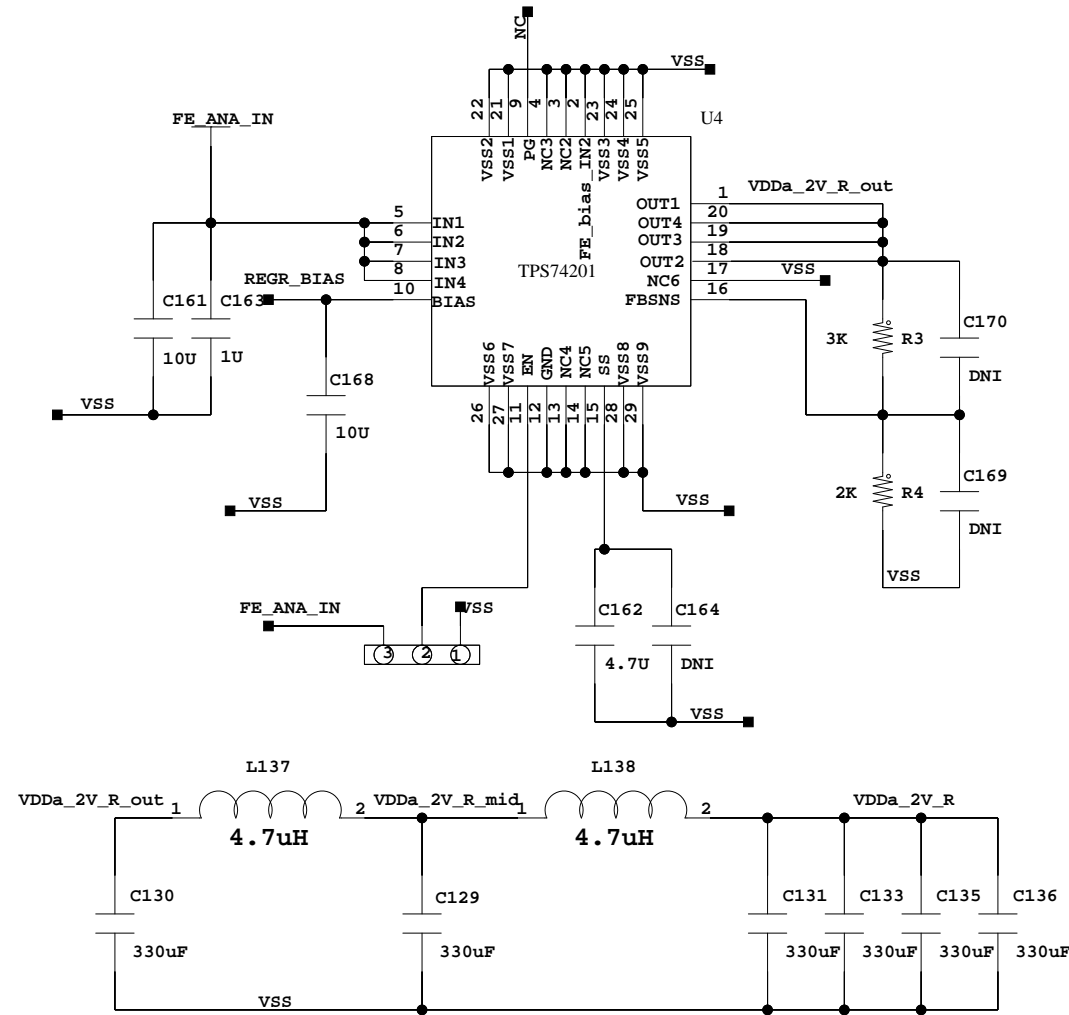 NC
VSS
22
21
9
4
3
2
23
24
25
U4
FE_ANA_IN
VSS2
VSS1
PG
NC3
NC2
FE_bias_IN2
VSS3
VSS4
VSS5
VDDa_2V_R_out
5
IN1
OUT1
1
6
IN2
OUT4
20
7
IN3
OUT3
19
8
IN4
OUT2
18
TPS74201
NC6
17
VSS
REGR_BIAS
10
BIAS
FBSNS
16
C161
C163
10U
1U
VSS
C168
10U
VSS
3K
R3
C170
DNI
VSS6
VSS7
EN
GND
NC4
NC5
SS
VSS8
VSS9
26
27
11
12
13
14
15
28
29
VSS
2K
R4
C169
DNI
VSS
FE_ANA_IN
VSS
3
2
1
C162
C164
4.7U
DNI
VSS
L137
L138
VDDa_2V_R_out
1
2
VDDa_2V_R_mid
1
2
VDDa_2V_R
4.7uH
4.7uH
C130
C129
C131
C133
C135
C136
330uF
330uF
330uF
330uF
330uF
330uF
VSS